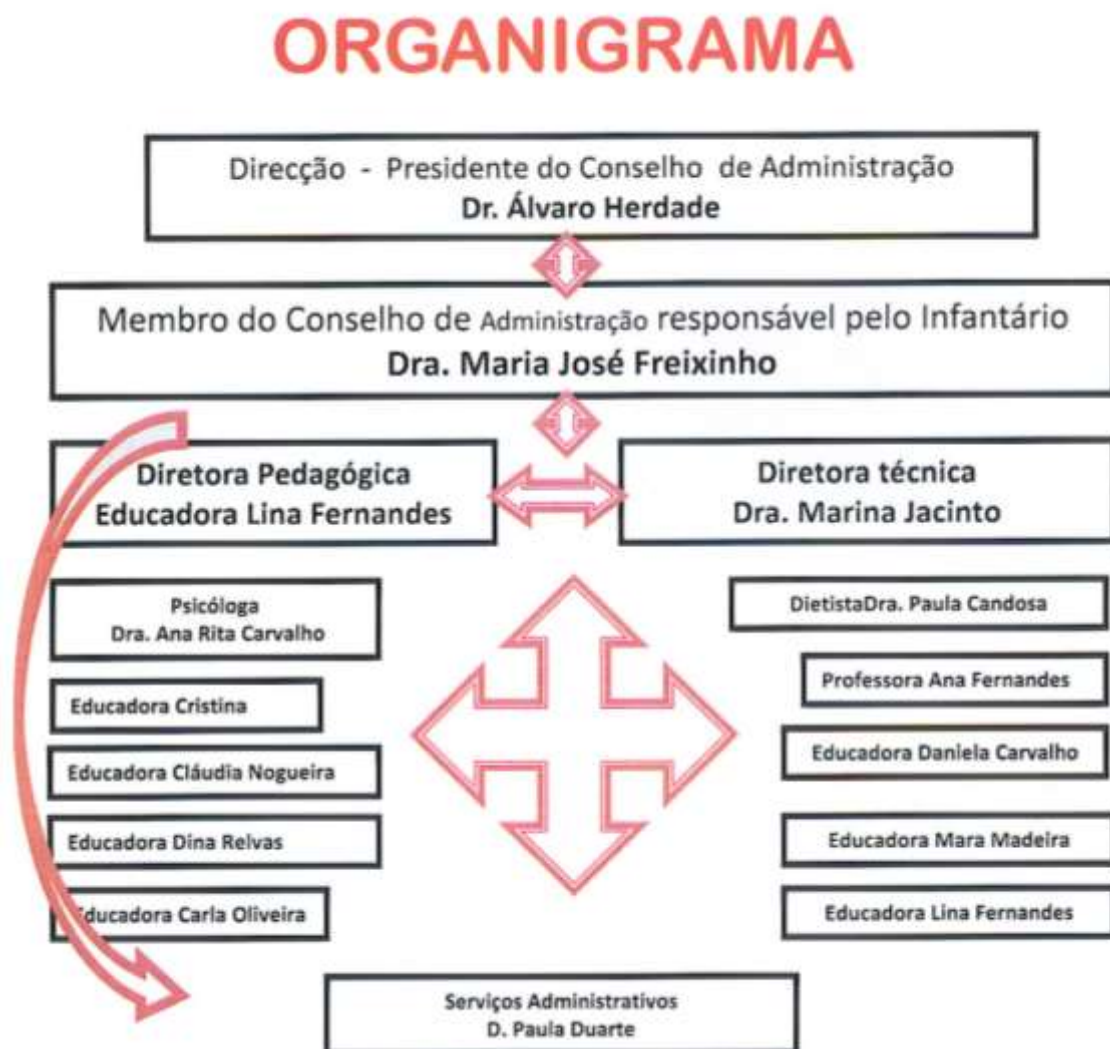 ORGANIGRAMA
Direcção - Presidente do Conselho de Administração
Dr. Álvaro Herdade
Membro do Conselho de Administração responsável pelo Infantário
Dra. Maria José Freixinho
Diretora Pedagógica
Educadora Lina Fernandes
Diretora técnica
Dra. Marina Jacinto
Psicóloga
Dra. Ana Rita Carvalho
DietistaDra. Paula Candosa
Educadora Cristina
Professora Ana Fernandes
Educadora Cláudia Nogueira
Educadora Daniela Carvalho
Educadora Dina Relvas
Educadora Mara Madeira
Educadora Carla Oliveira
Educadora Lina Fernandes
Serviços Administrativos
D. Paula Duarte